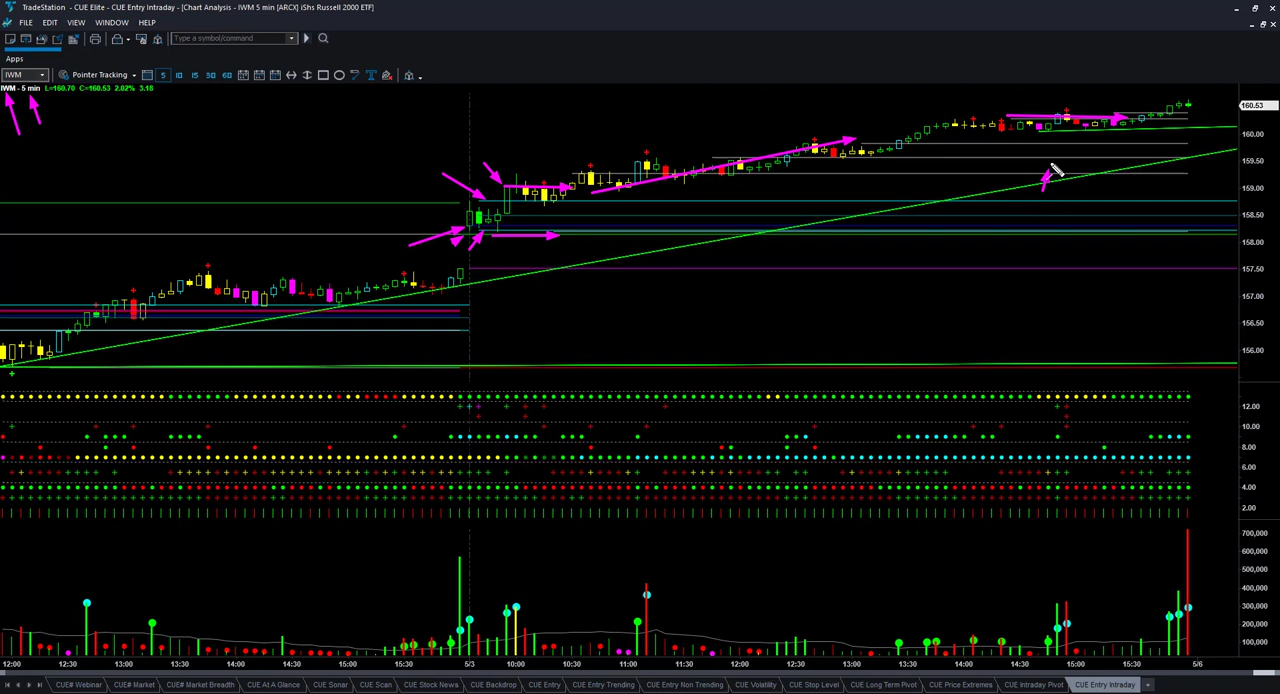 TradeStation - CUE Elite - CUE Entry Intraday - [Chart Analysis - IWM 5 min [ARCX] iShs Russell 2000 ETF]
FILE EDIT VIEW WINDOW HELP
Type a symbol/command
Apps
IWM Pointer Tracking 5 10 15 30 60
IWM - 5 min L=160.70 C=160.53 2.02% 3.18
160.53
160.00
159.50
159.00
158.50
158.00
157.50
157.00
156.50
156.00
12.00
10.00
8.00
6.00
4.00
2.00
700,000
600,000
500,000
400,000
300,000
200,000
100,000
12:00 12:30 13:00 13:30 14:00 14:30 15:00 15:30 5/3 10:00 10:30 11:00 11:30 12:00 12:30 13:00 13:30 14:00 14:30 15:00 15:30 5/6
CUE# Webinar CUE# Market CUE# Market Breadth CUE At A Glance CUE Sonar CUE Scan CUE Stock News CUE Backdrop CUE Entry CUE Entry Trending CUE Entry Non Trending CUE Volatility CUE Stop Level CUE Long Term Pivot CUE Price Extremes CUE Intraday Pivot CUE Entry Intraday